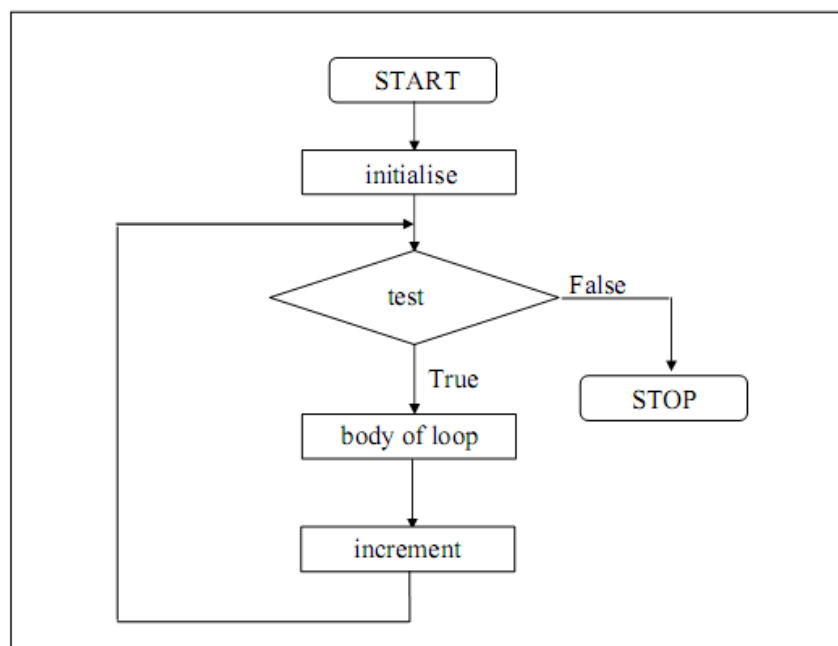 START
initialise
test
False
True
STOP
body of loop
increment